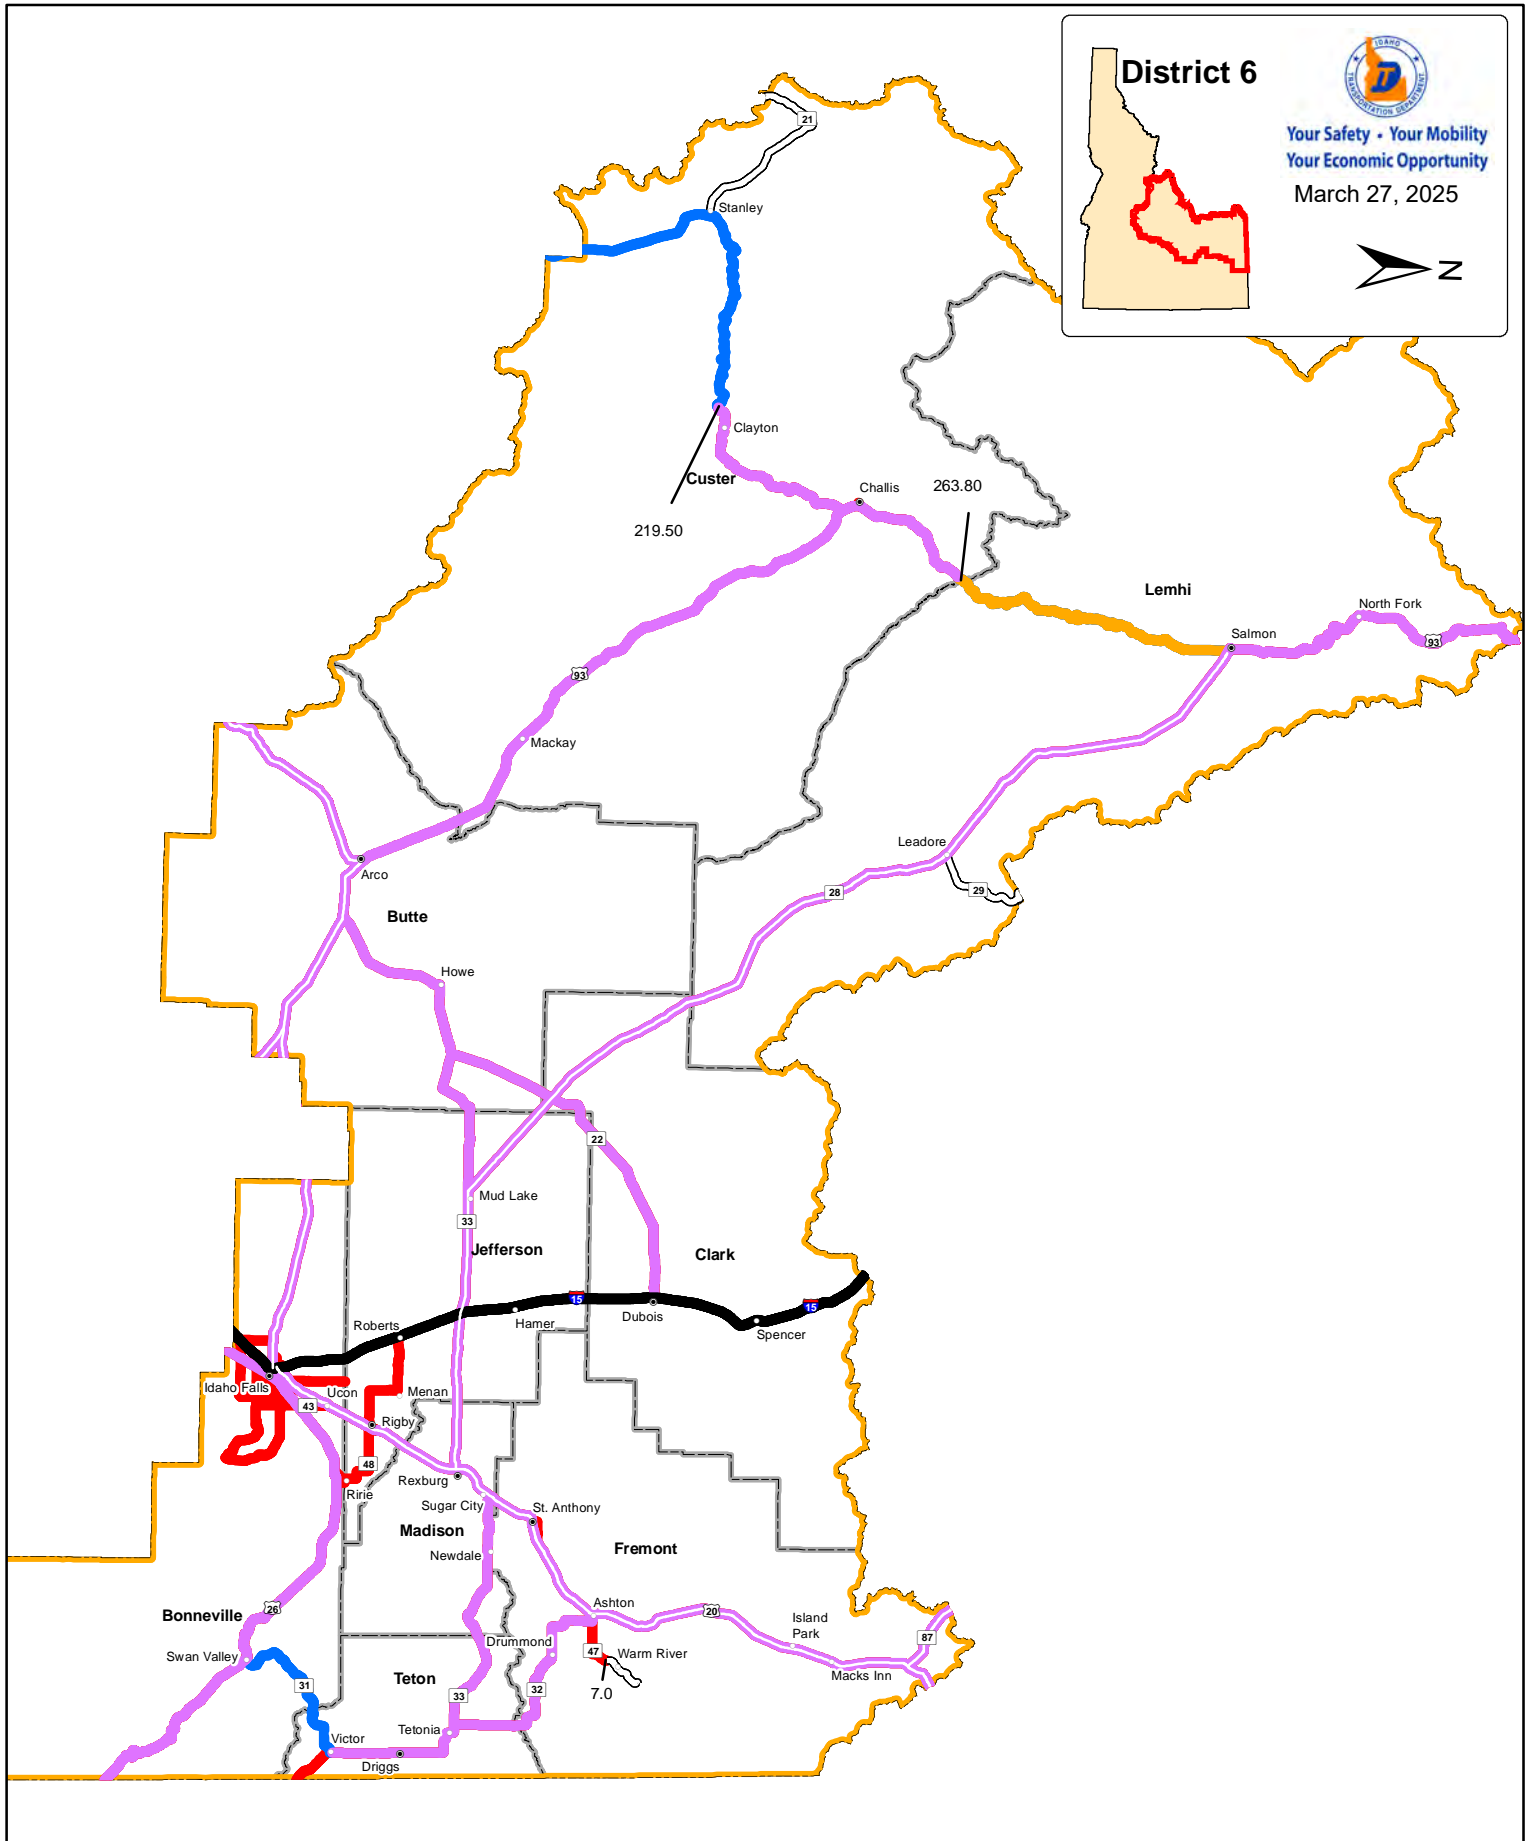 District 6
IDAHO
TRANSPORTATION DEPARTMENT
Your Safety • Your Mobility
Your Economic Opportunity
March 27, 2025
N
21
Stanley
Clayton
Custer
Challis
263.80
219.50
Lemhi
North Fork
Salmon
93
93
Mackay
Leadore
Arco
28
29
Butte
Howe
22
Mud Lake
33
Jefferson
Clark
15
15
Roberts
Hamer
Dubois
Spencer
Idaho Falls
Ucon
Menan
43
Rigby
48
Rexburg
Ririe
Sugar City
St. Anthony
Madison
Newdale
Fremont
Ashton
26
Bonneville
20
Island
Park
Swan Valley
Drummond
47
Warm River
87
Macks Inn
Teton
31
33
32
7.0
Tetonia
Victor
Driggs